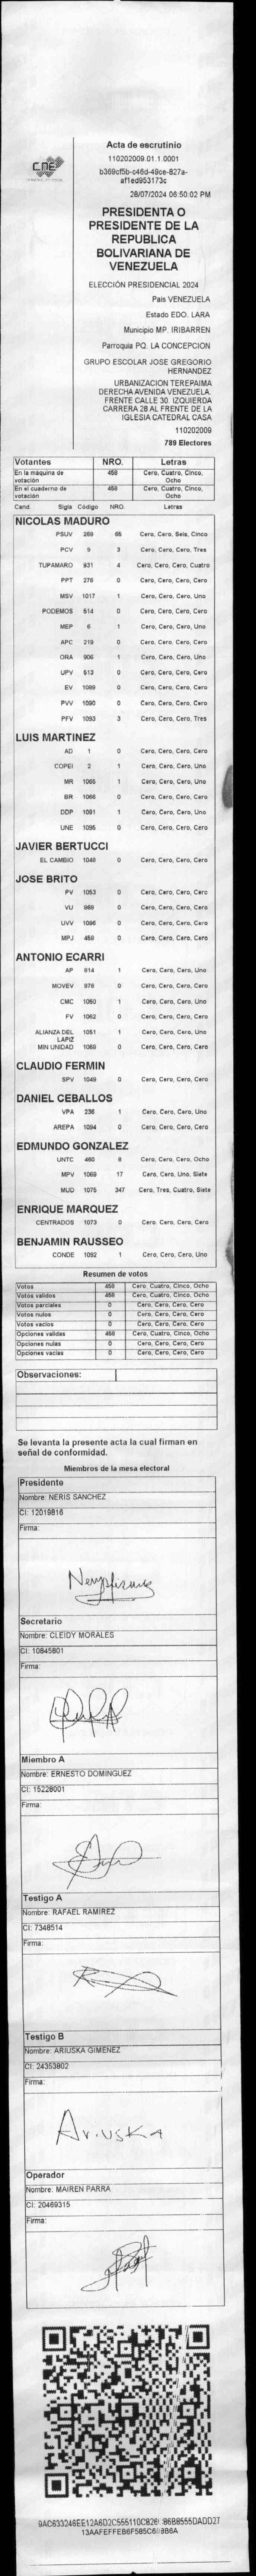 CNE
Acta de escrutinio
110202009.01.1.0001
b369cf5b-c46d-49ce-827a-
af1ed953173c
28/07/2024 06:50:02 PM
PRESIDENTA O
PRESIDENTE DE LA
REPUBLICA
BOLIVARIANA DE
VENEZUELA
ELECCIÓN PRESIDENCIAL 2024
País VENEZUELA
Estado EDO. LARA
Municipio MP. IRIBARREN
Parroquia PQ. LA CONCEPCION
GRUPO ESCOLAR JOSE GREGORIO
HERNANDEZ
URBANIZACION TEREPAIMA
DERECHA AVENIDA VENEZUELA.
FRENTE CALLE 30. IZQUIERDA
CARRERA 28 AL FRENTE DE LA
IGLESIA CATEDRAL CASA
110202009
789 Electores
Votantes NRO. Letras
En la máquina de votación 458 Cero, Cuatro, Cinco, Ocho
En el cuaderno de votación 458 Cero, Cuatro, Cinco, Ocho
Cand. Sigla Código NRO. Letras
NICOLAS MADURO
PSUV 269 65 Cero, Cero, Seis, Cinco
PCV 9 3 Cero, Cero, Cero, Tres
TUPAMARO 931 4 Cero, Cero, Cero, Cuatro
PPT 276 0 Cero, Cero, Cero, Cero
MSV 1017 1 Cero, Cero, Cero, Uno
PODEMOS 514 0 Cero, Cero, Cero, Cero
MEP 6 1 Cero, Cero, Cero, Uno
APC 219 0 Cero, Cero, Cero, Cero
ORA 906 1 Cero, Cero, Cero, Uno
UPV 513 0 Cero, Cero, Cero, Cero
EV 1089 0 Cero, Cero, Cero, Cero
PVV 1090 0 Cero, Cero, Cero, Cero
PFV 1093 3 Cero, Cero, Cero, Tres
LUIS MARTINEZ
AD 1 0 Cero, Cero, Cero, Cero
COPEI 2 1 Cero, Cero, Cero, Uno
MR 1065 1 Cero, Cero, Cero, Uno
BR 1066 0 Cero, Cero, Cero, Cero
DDP 1091 1 Cero, Cero, Cero, Uno
UNE 1095 0 Cero, Cero, Cero, Cero
JAVIER BERTUCCI
EL CAMBIO 1048 0 Cero, Cero, Cero, Cero
JOSE BRITO
PV 1053 0 Cero, Cero, Cero, Cero
VU 969 0 Cero, Cero, Cero, Cero
UVV 1096 0 Cero, Cero, Cero, Cero
MPJ 459 0 Cero, Cero, Cero, Cero
ANTONIO ECARRI
AP 914 1 Cero, Cero, Cero, Uno
MOVEV 978 0 Cero, Cero, Cero, Cero
CMC 1050 1 Cero, Cero, Cero, Uno
FV 1062 0 Cero, Cero, Cero, Cero
ALIANZA DEL LAPIZ 1051 1 Cero, Cero, Cero, Uno
MIN UNIDAD 1069 0 Cero, Cero, Cero, Cero
CLAUDIO FERMIN
SPV 1049 0 Cero, Cero, Cero, Cero
DANIEL CEBALLOS
VPA 236 1 Cero, Cero, Cero, Uno
AREPA 1094 0 Cero, Cero, Cero, Cero
EDMUNDO GONZALEZ
UNTC 460 8 Cero, Cero, Cero, Ocho
MPV 1069 17 Cero, Cero, Uno, Siete
MUD 1075 347 Cero, Tres, Cuatro, Siete
ENRIQUE MARQUEZ
CENTRADOS 1073 0 Cero, Cero, Cero, Cero
BENJAMIN RAUSSEO
CONDE 1092 1 Cero, Cero, Cero, Uno
Resumen de votos
Votos 458 Cero, Cuatro, Cinco, Ocho
Votos validos 458 Cero, Cuatro, Cinco, Ocho
Votos parciales 0 Cero, Cero, Cero, Cero
Votos nulos 0 Cero, Cero, Cero, Cero
Votos vacios 0 Cero, Cero, Cero, Cero
Opciones validas 458 Cero, Cuatro, Cinco, Ocho
Opciones nulas 0 Cero, Cero, Cero, Cero
Opciones vacias 0 Cero, Cero, Cero, Cero
Observaciones:
Se levanta la presente acta la cual firman en
señal de conformidad.
Miembros de la mesa electoral
Presidente
Nombre: NERIS SANCHEZ
CI: 12019816
Firma:
Secretario
Nombre: CLEIDY MORALES
CI: 10845801
Firma:
Miembro A
Nombre: ERNESTO DOMINGUEZ
CI: 15228001
Firma:
Testigo A
Nombre: RAFAEL RAMIREZ
CI: 7348514
Firma:
Testigo B
Nombre: ARIUSKA GIMENEZ
CI: 24353802
Firma:
Ariuska
Operador
Nombre: MAIREN PARRA
CI: 20469315
Firma: